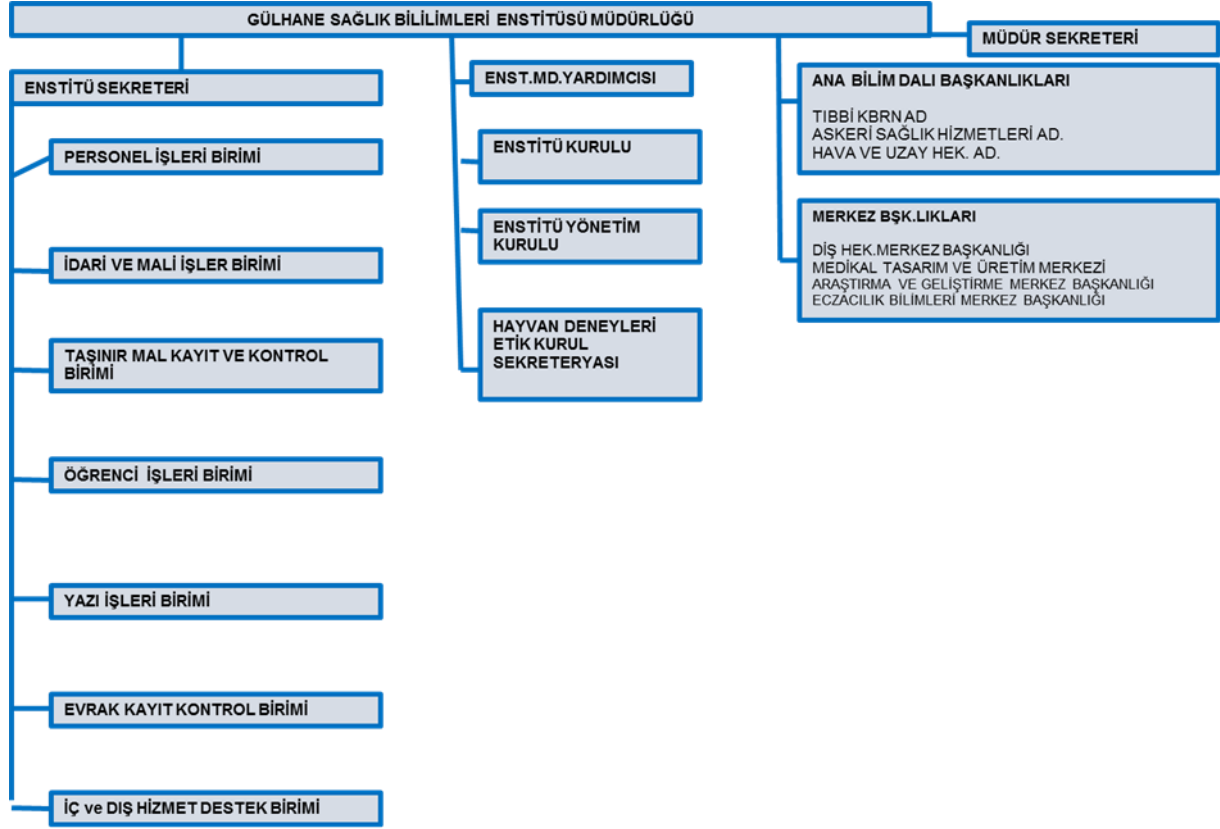 GÜLHANE SAĞLIK BİLİLİMLERİ ENSTİTÜSÜ MÜDÜRLÜĞÜ
MÜDÜR SEKRETERİ
ENSTİTÜ SEKRETERİ
PERSONEL İŞLERİ BİRİMİ
İDARİ VE MALİ İŞLER BİRİMİ
TAŞINIR MAL KAYIT VE KONTROL
BİRİMİ
ÖĞRENCİ İŞLERİ BİRİMİ
YAZI İŞLERİ BİRİMİ
EVRAK KAYIT KONTROL BİRİMİ
İÇ ve DIŞ HİZMET DESTEK BİRİMİ
ENST.MD.YARDIMCISI
ENSTİTÜ KURULU
ENSTİTÜ YÖNETİM
KURULU
HAYVAN DENEYLERİ
ETİK KURUL
SEKRETERYASI
ANA BİLİM DALI BAŞKANLIKLARI
TIBBİ KBRN AD
ASKERİ SAĞLIK HİZMETLERİ AD.
HAVA VE UZAY HEK. AD.
MERKEZ BŞK.LIKLARI
DİŞ HEK.MERKEZ BAŞKANLIĞI
MEDİKAL TASARIM VE ÜRETİM MERKEZİ
ARAŞTIRMA VE GELİŞTİRME MERKEZ BAŞKANLIĞI
ECZACILIK BİLİMLERİ MERKEZ BAŞKANLIĞI